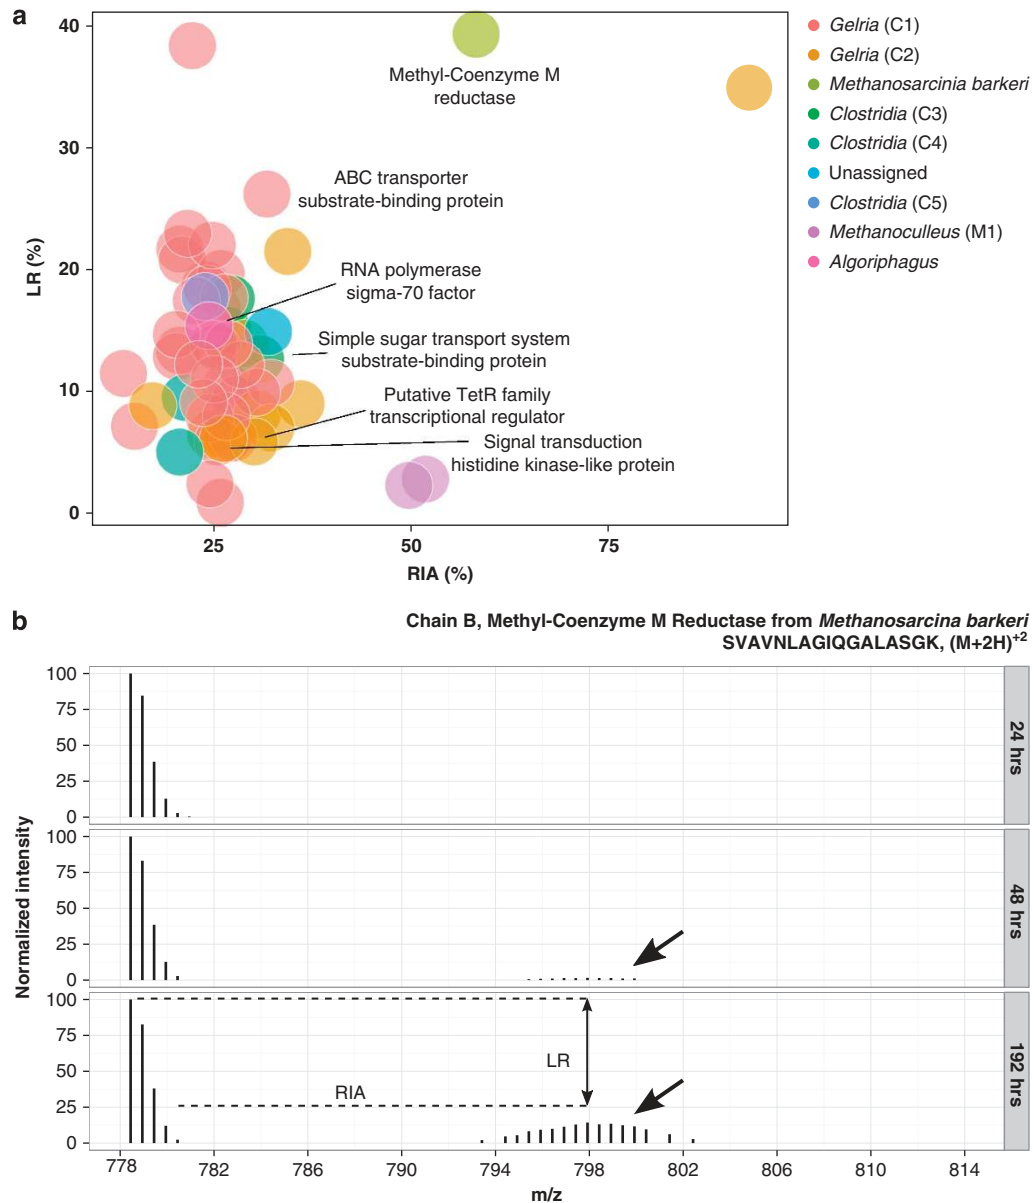 a
40
30
20
10
0
LR (%)
25
50
75
RIA (%)
Methyl-Coenzyme M
reductase
ABC transporter
substrate-binding protein
RNA polymerase
sigma-70 factor
Simple sugar transport system
substrate-binding protein
Putative TetR family
transcriptional regulator
Signal transduction
histidine kinase-like protein
Gelria (C1)
Gelria (C2)
Methanosarcinia barkeri
Clostridia (C3)
Clostridia (C4)
Unassigned
Clostridia (C5)
Methanoculleus (M1)
Algoriphagus
b
Chain B, Methyl-Coenzyme M Reductase from Methanosarcina barkeri
SVAVNLAGIQGALASGK, (M+2H)+2
Normalized intensity
100
75
50
25
0
24 hrs
100
75
50
25
0
48 hrs
100
75
50
25
0
LR
RIA
192 hrs
778
782
786
790
794
798
802
806
810
814
m/z